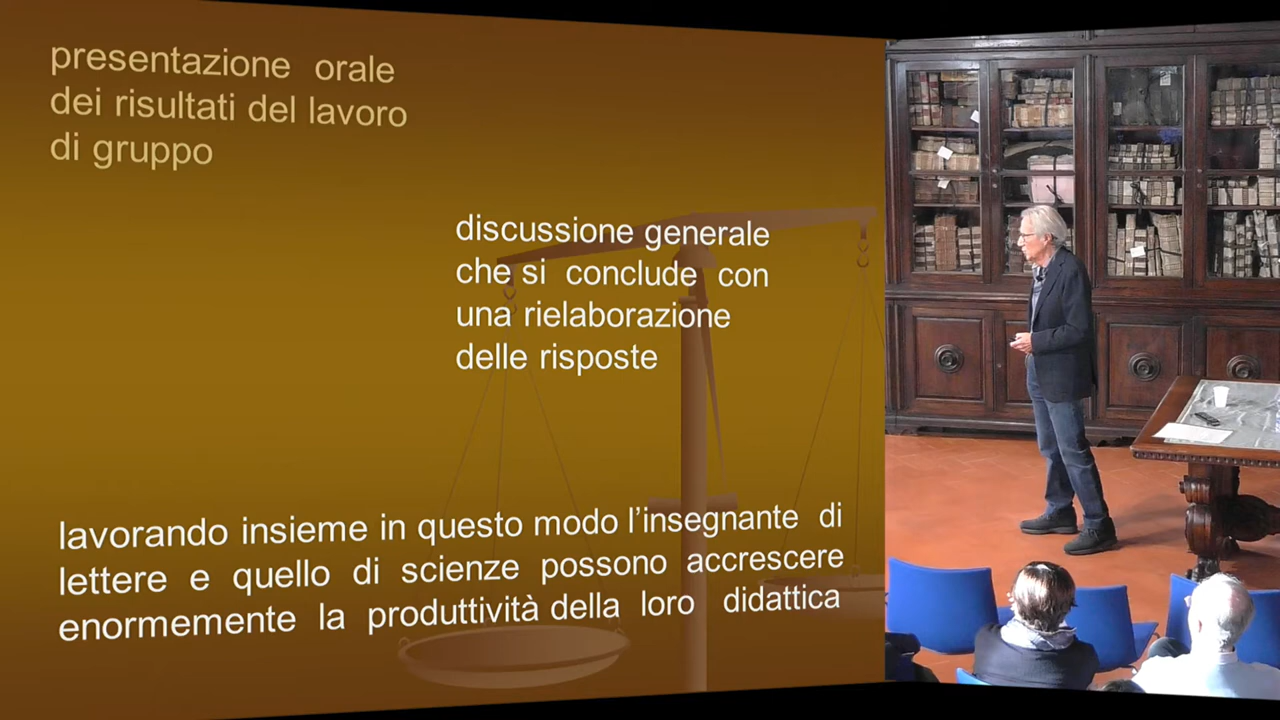 presentazione orale
dei risultati del lavoro
di gruppo
discussione generale
che si conclude con
una rielaborazione
delle risposte
lavorando insieme in questo modo l'insegnante di
lettere e quello di scienze possono accrescere
enormemente la produttività della loro didattica